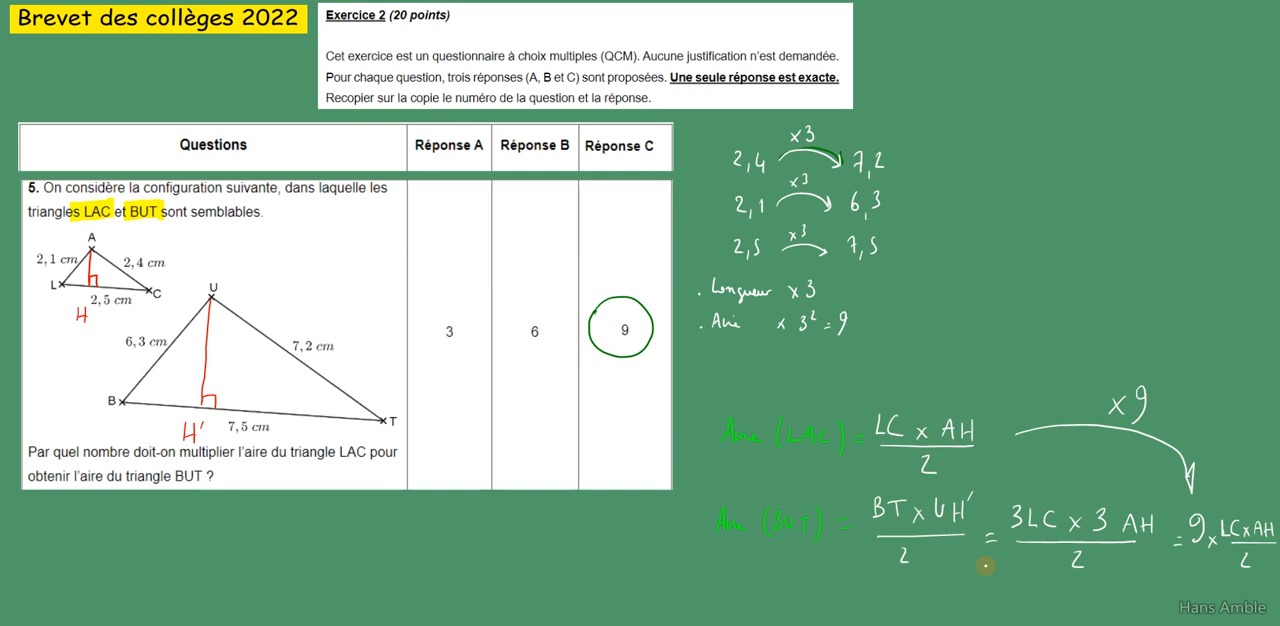 Brevet des collèges 2022
Exercice 2 (20 points)
Cet exercice est un questionnaire à choix multiples (QCM). Aucune justification n'est demandée.
Pour chaque question, trois réponses (A, B et C) sont proposées. Une seule réponse est exacte.
Recopier sur la copie le numéro de la question et la réponse.
Questions Réponse A Réponse B Réponse C
5. On considère la configuration suivante, dans laquelle les
triangles LAC et BUT sont semblables.
A
2,1 cm 2,4 cm
L C
2,5 cm
H
U
6,3 cm 7,2 cm
B T
7,5 cm
H'
Par quel nombre doit-on multiplier l'aire du triangle LAC pour
obtenir l'aire du triangle BUT ?
3 6 9
x3
2,4 7,2
x3
2,1 6,3
x3
2,5 7,5
. Longueur x 3
. Aire x 3² = 9
Aire (LAC) = LC x AH / 2
x 9
Aire (BUT) = BT x UH' / 2 = 3LC x 3 AH / 2 = 9 x LC x AH / 2
Hans Amble